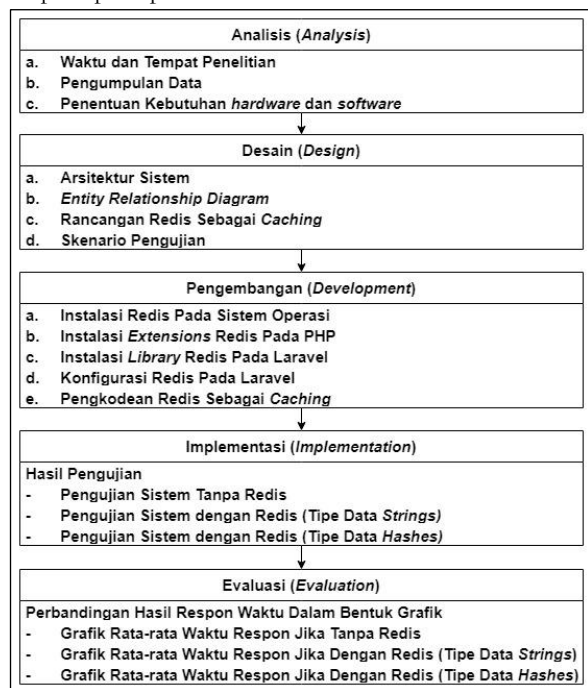 Analisis (Analysis)
a. Waktu dan Tempat Penelitian
b. Pengumpulan Data
c. Penentuan Kebutuhan hardware dan software
Desain (Design)
a. Arsitektur Sistem
b. Entity Relationship Diagram
c. Rancangan Redis Sebagai Caching
d. Skenario Pengujian
Pengembangan (Development)
a. Instalasi Redis Pada Sistem Operasi
b. Instalasi Extensions Redis Pada PHP
c. Instalasi Library Redis Pada Laravel
d. Konfigurasi Redis Pada Laravel
e. Pengkodean Redis Sebagai Caching
Implementasi (Implementation)
Hasil Pengujian
- Pengujian Sistem Tanpa Redis
- Pengujian Sistem dengan Redis (Tipe Data Strings)
- Pengujian Sistem dengan Redis (Tipe Data Hashes)
Evaluasi (Evaluation)
Perbandingan Hasil Respon Waktu Dalam Bentuk Grafik
- Grafik Rata-rata Waktu Respon Jika Tanpa Redis
- Grafik Rata-rata Waktu Respon Jika Dengan Redis (Tipe Data Strings)
- Grafik Rata-rata Waktu Respon Jika Dengan Redis (Tipe Data Hashes)